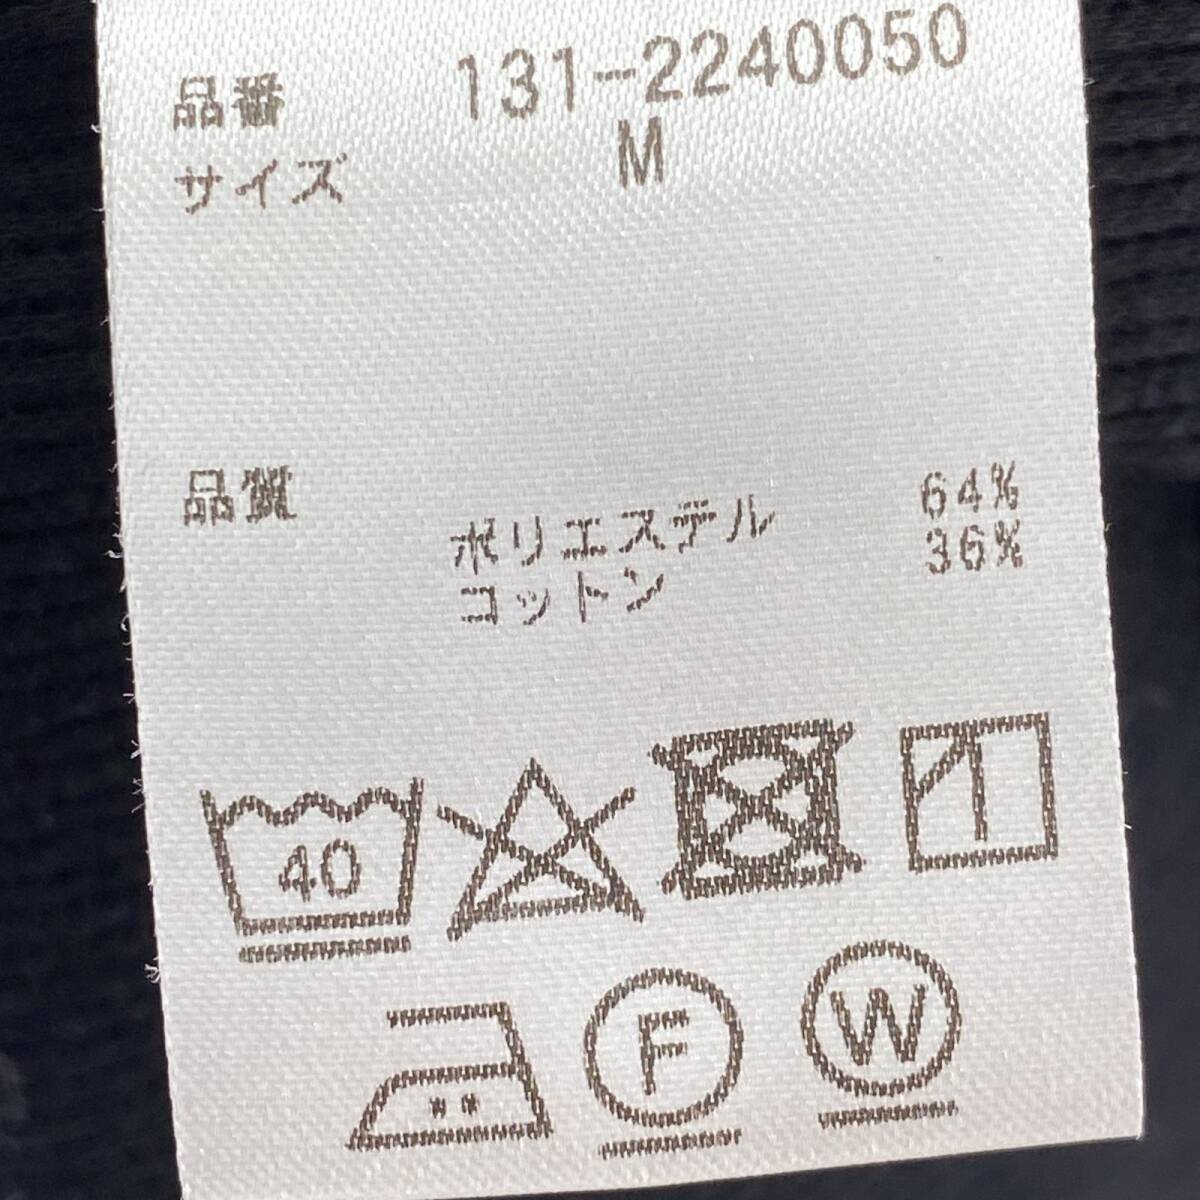 品番 131-2240050
サイズ M
品質
ポリエステル 64%
コットン 36%
40
F
W